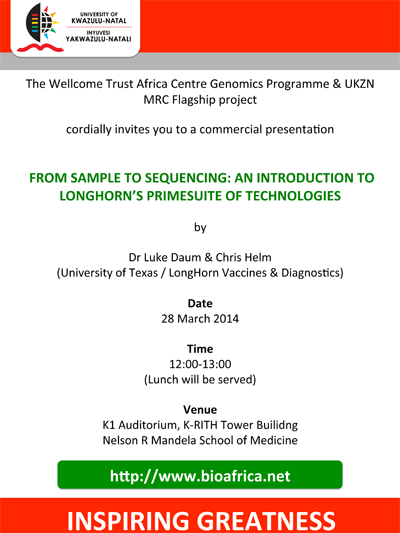 UNIVERSITY OF
KWAZULU-NATAL
INYUVESI
YAKWAZULU-NATALI
The Wellcome Trust Africa Centre Genomics Programme & UKZN
MRC Flagship project
cordially invites you to a commercial presentation
FROM SAMPLE TO SEQUENCING: AN INTRODUCTION TO
LONGHORN'S PRIMESUITE OF TECHNOLOGIES
by
Dr Luke Daum & Chris Helm
(University of Texas / LongHorn Vaccines & Diagnostics)
Date
28 March 2014
Time
12:00-13:00
(Lunch will be served)
Venue
K1 Auditorium, K-RITH Tower Builidng
Nelson R Mandela School of Medicine
http://www.bioafrica.net
INSPIRING GREATNESS